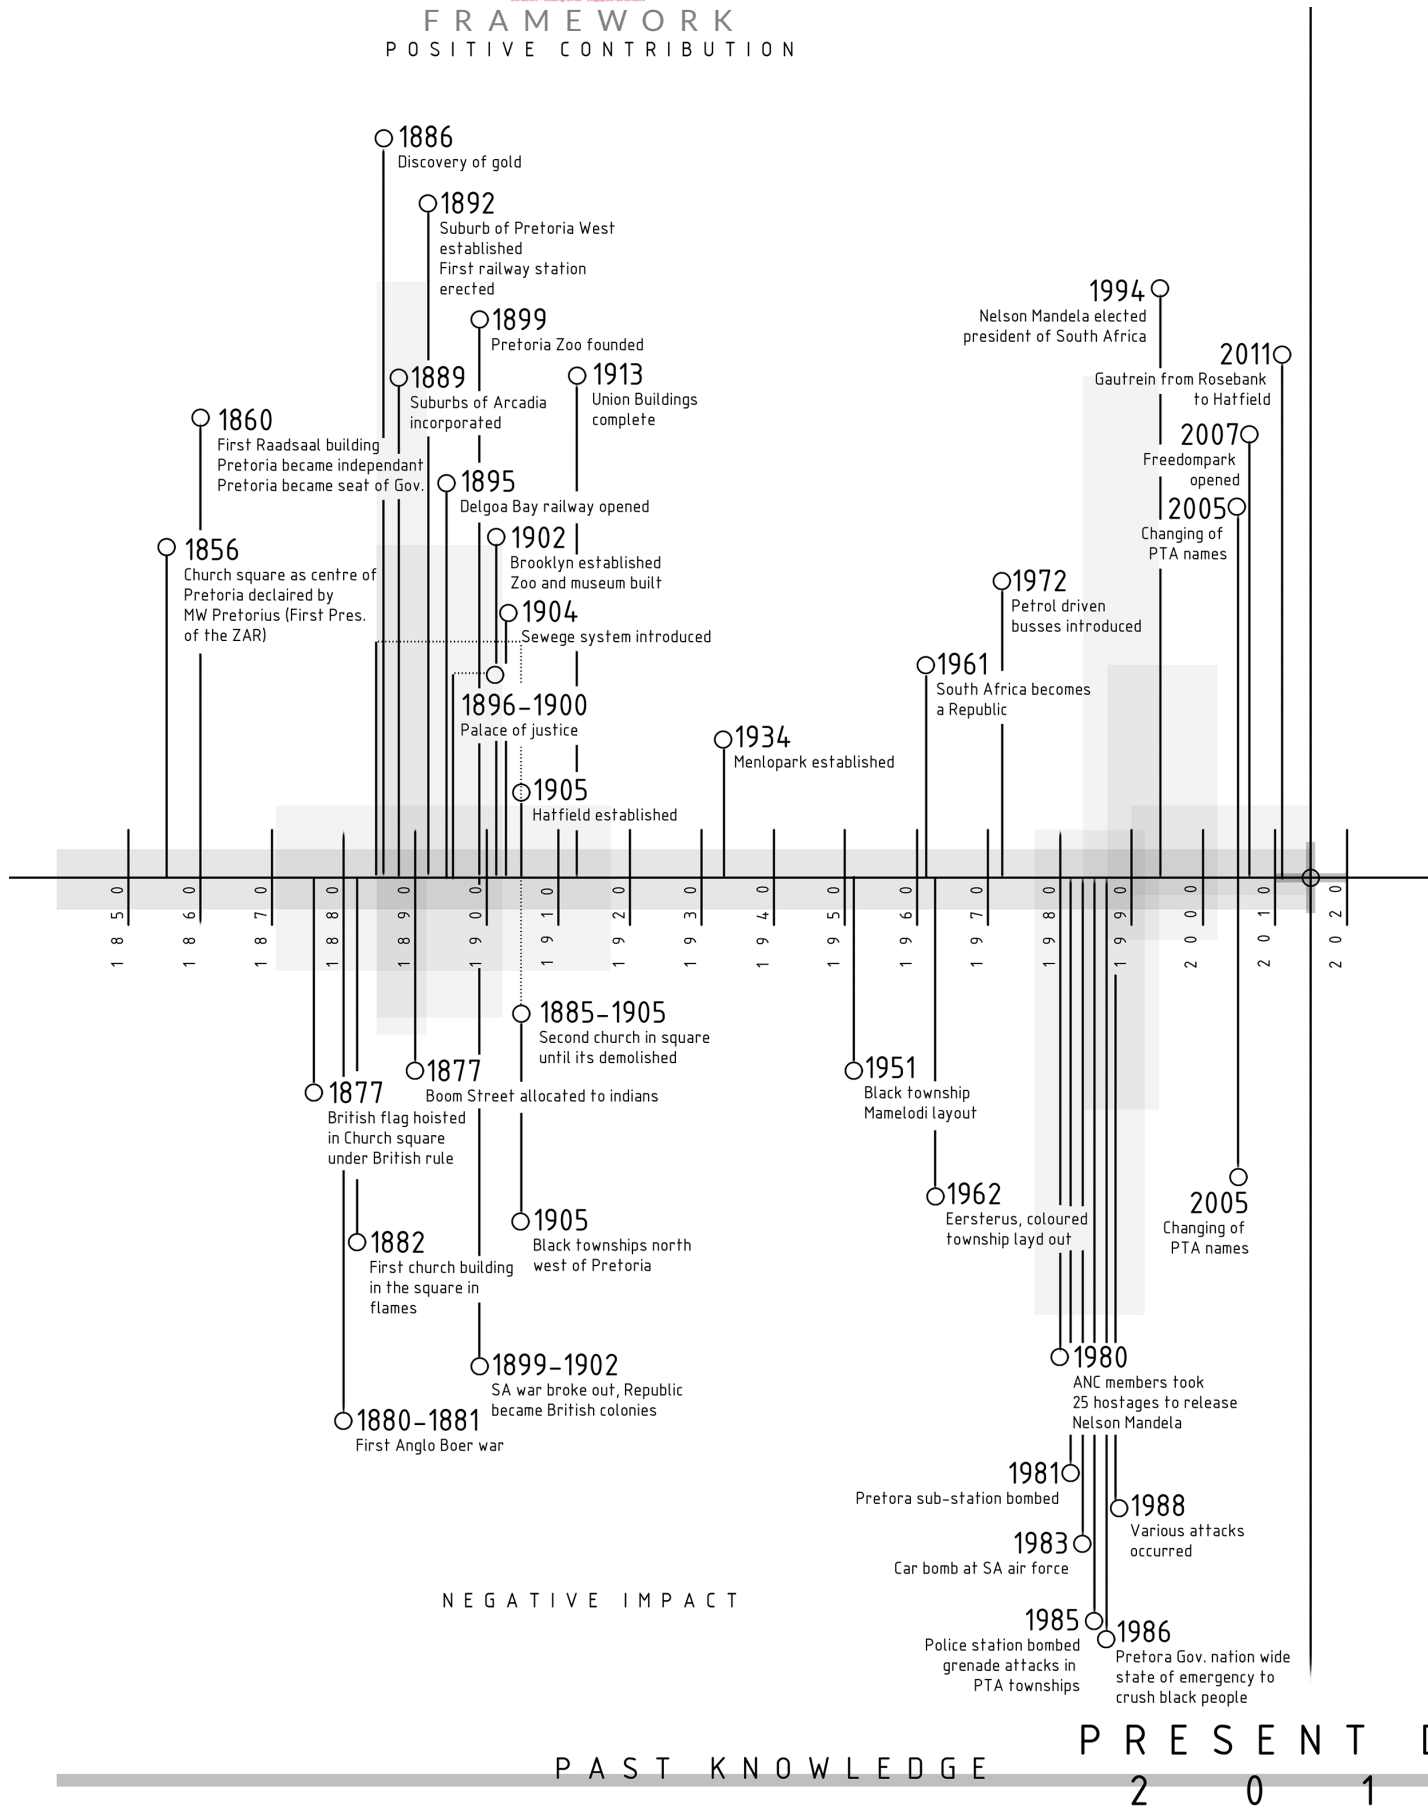 FRAMEWORK
POSITIVE CONTRIBUTION
1886
Discovery of gold
1892
Suburb of Pretoria West
established
First railway station
erected
1899
Pretoria Zoo founded
1889
Suburbs of Arcadia
incorporated
1913
Union Buildings
complete
1860
First Raadsaal building
Pretoria became independant
Pretoria became seat of Gov.
1895
Delgoa Bay railway opened
1856
Church square as centre of
Pretoria declaired by
MW Pretorius (First Pres.
of the ZAR)
1902
Brooklyn established
Zoo and museum built
1904
Sewege system introduced
1896-1900
Palace of justice
1905
Hatfield established
1934
Menlopark established
1961
South Africa becomes
a Republic
1972
Petrol driven
busses introduced
1994
Nelson Mandela elected
president of South Africa
2011
Gautrein from Rosebank
to Hatfield
2007
Freedompark
opened
2005
Changing of
PTA names
1850
1860
1870
1880
1890
1900
1910
1920
1930
1940
1950
1960
1970
1980
1990
2000
2010
2020
1885-1905
Second church in square
until its demolished
1877
Boom Street allocated to indians
1877
British flag hoisted
in Church square
under British rule
1882
First church building
in the square in
flames
1905
Black townships north
west of Pretoria
1899-1902
SA war broke out, Republic
became British colonies
1880-1881
First Anglo Boer war
1951
Black township
Mamelodi layout
1962
Eersterus, coloured
township layd out
2005
Changing of
PTA names
1980
ANC members took
25 hostages to release
Nelson Mandela
1981
Pretora sub-station bombed
1988
Various attacks
occurred
1983
Car bomb at SA air force
NEGATIVE IMPACT
1985
Police station bombed
grenade attacks in
PTA townships
1986
Pretora Gov. nation wide
state of emergency to
crush black people
PRESENT
PAST KNOWLEDGE
201